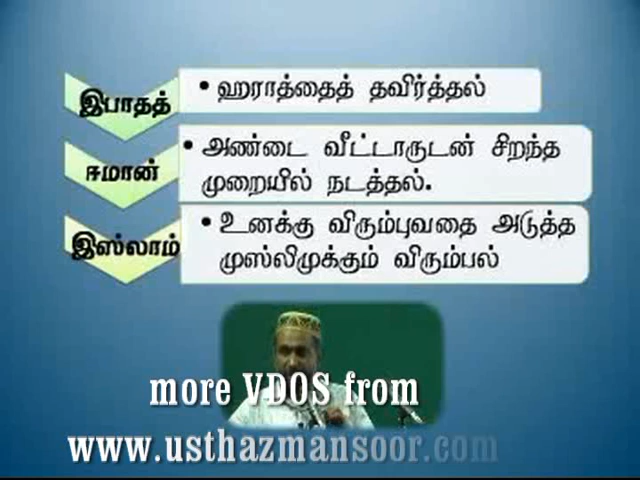 இபாதத்
• ஹராத்தைத் தவிர்த்தல்
ஈமான்
• அண்டை வீட்டாருடன் சிறந்த
முறையில் நடத்தல்.
இஸ்லாம்
• உனக்கு விரும்புவதை அடுத்த
முஸ்லிமுக்கும் விரும்பல்
more VDOS from
www.usthazmansoor.com